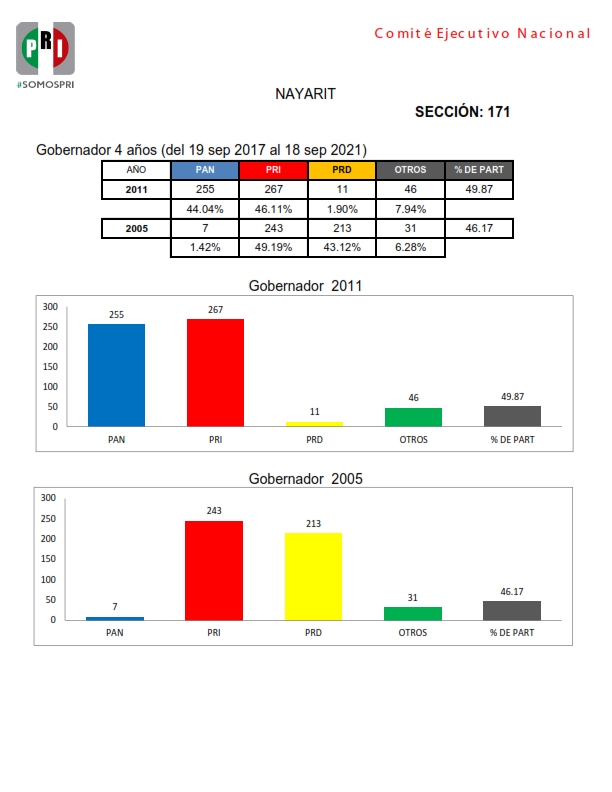 PRI
#SOMOSPRI
Comité Ejecutivo Nacional
NAYARIT
SECCIÓN: 171
Gobernador 4 años (del 19 sep 2017 al 18 sep 2021)
AÑO PAN PRI PRD OTROS % DE PART
2011 255 267 11 46 49.87
44.04% 46.11% 1.90% 7.94%
2005 7 243 213 31 46.17
1.42% 49.19% 43.12% 6.28%
Gobernador 2011
300
250
200
150
100
50
0
255
267
11
46
49.87
PAN PRI PRD OTROS % DE PART
Gobernador 2005
300
250
200
150
100
50
0
7
243
213
31
46.17
PAN PRI PRD OTROS % DE PART